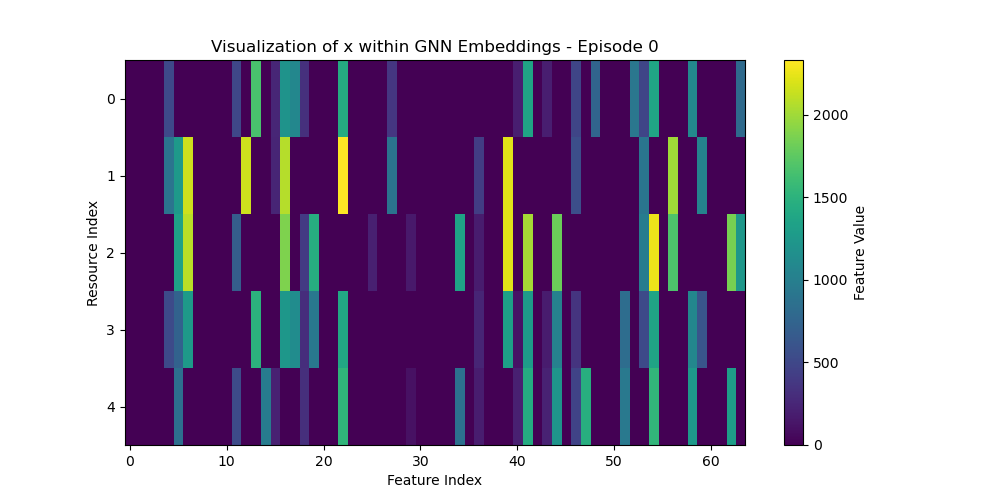 Visualization of x within GNN Embeddings - Episode 0
Resource Index
0
1
2
3
4
0 10 20 30 40 50 60
Feature Index
2000
1500
1000
500
0
Feature Value